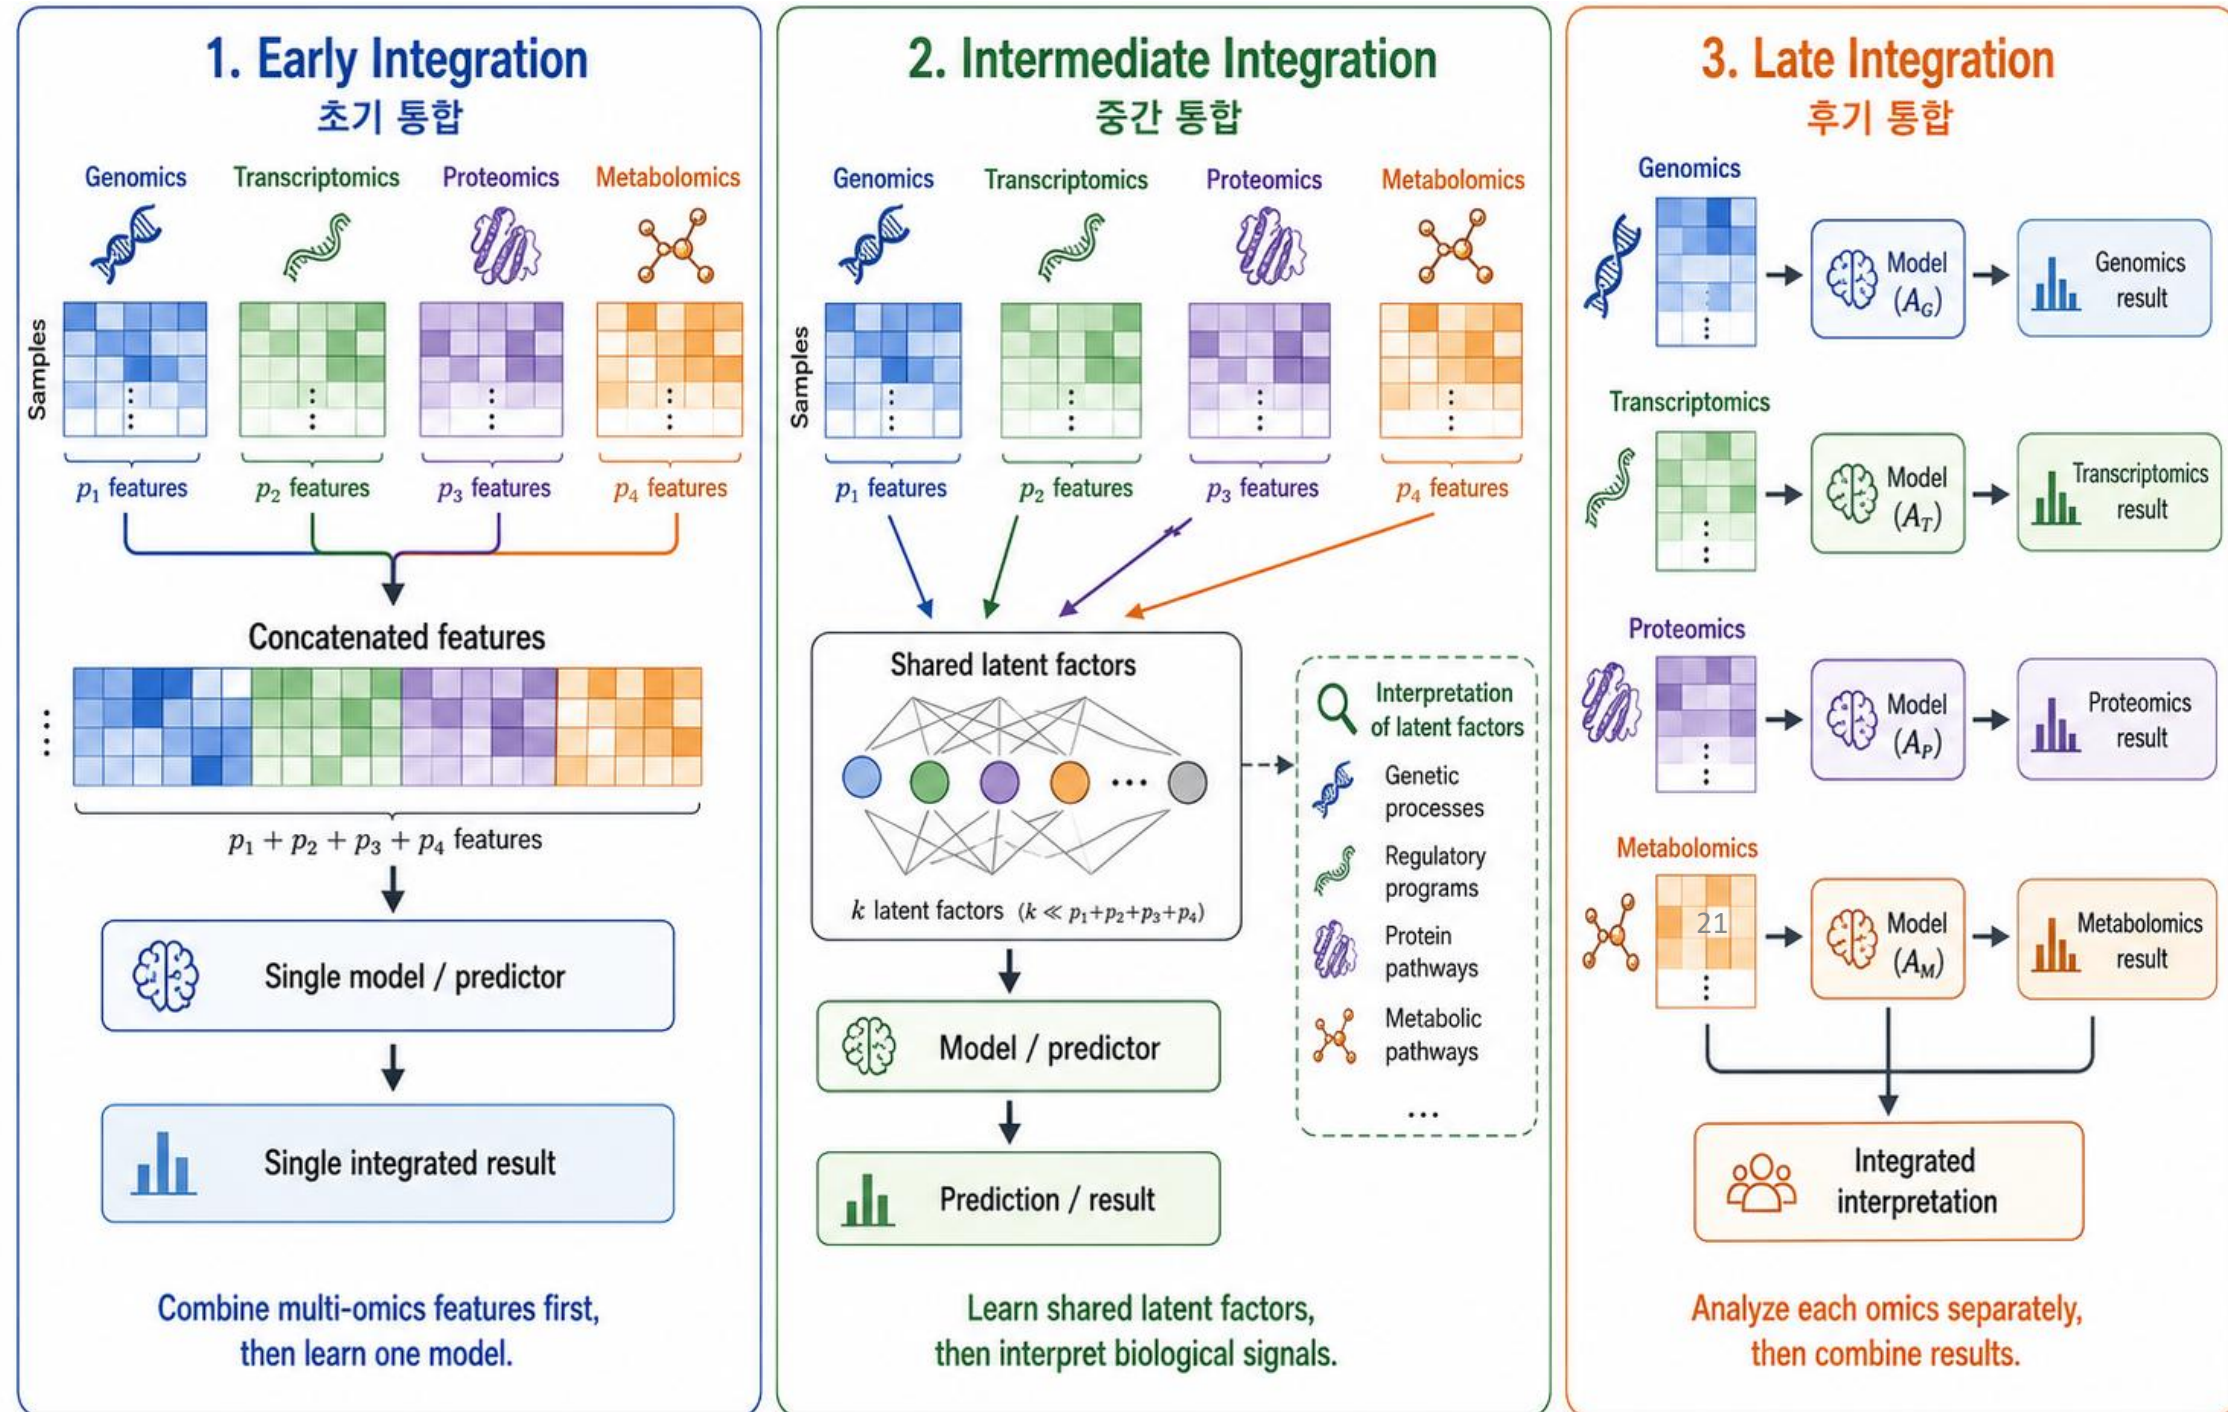 1. Early Integration
초기 통합
Genomics
Transcriptomics
Proteomics
Metabolomics
Samples
p₁ features
p₂ features
p₃ features
p₄ features
Concatenated features
p₁ + p₂ + p₃ + p₄ features
Single model / predictor
Single integrated result
Combine multi-omics features first,
then learn one model.
2. Intermediate Integration
중간 통합
Genomics
Transcriptomics
Proteomics
Metabolomics
Samples
p₁ features
p₂ features
p₃ features
p₄ features
Shared latent factors
...
k latent factors (k ≪ p₁+p₂+p₃+p₄)
Interpretation
of latent factors
Genetic
processes
Regulatory
programs
Protein
pathways
Metabolic
pathways
...
Model / predictor
Prediction / result
Learn shared latent factors,
then interpret biological signals.
3. Late Integration
후기 통합
Genomics
Model
(A_G)
Genomics
result
Transcriptomics
Model
(A_T)
Transcriptomics
result
Proteomics
Model
(A_P)
Proteomics
result
Metabolomics
21
Model
(A_M)
Metabolomics
result
Integrated
interpretation
Analyze each omics separately,
then combine results.